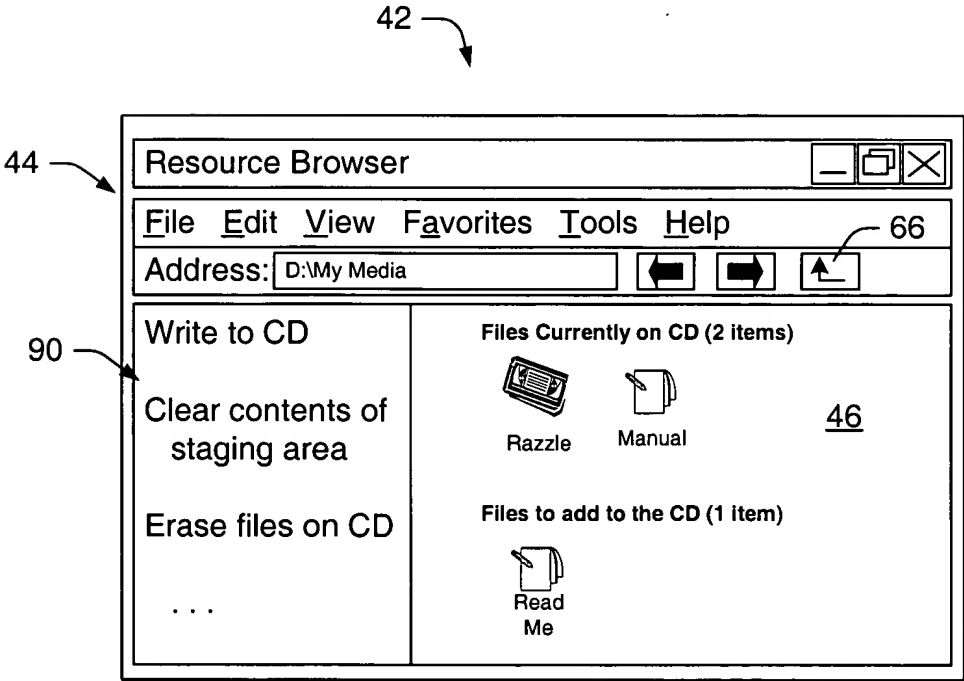 42
44
Resource Browser
File Edit View Favorites Tools Help
66
Address: D:\My Media
90
Write to CD
Clear contents of
staging area
Erase files on CD
. . .
Files Currently on CD (2 items)
Razzle
Manual
46
Files to add to the CD (1 item)
Read
Me